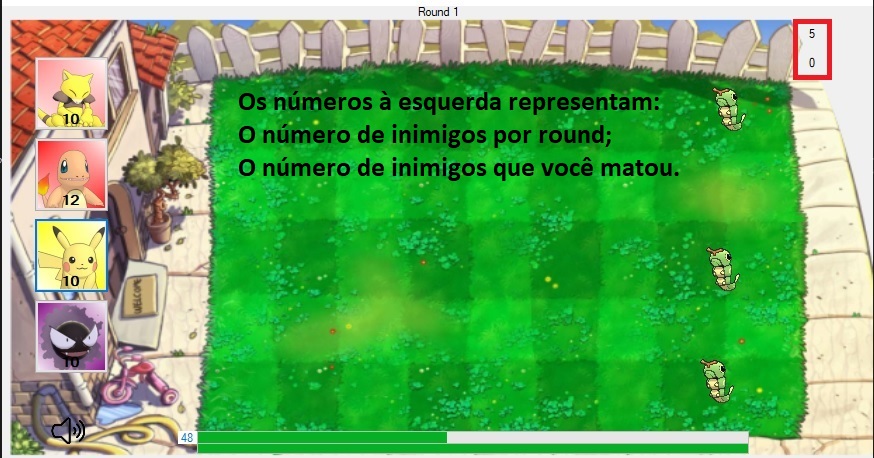 Round 1
5
0
10
Os números à esquerda representam:
O número de inimigos por round;
O número de inimigos que você matou.
12
10
WELCOME
10
48